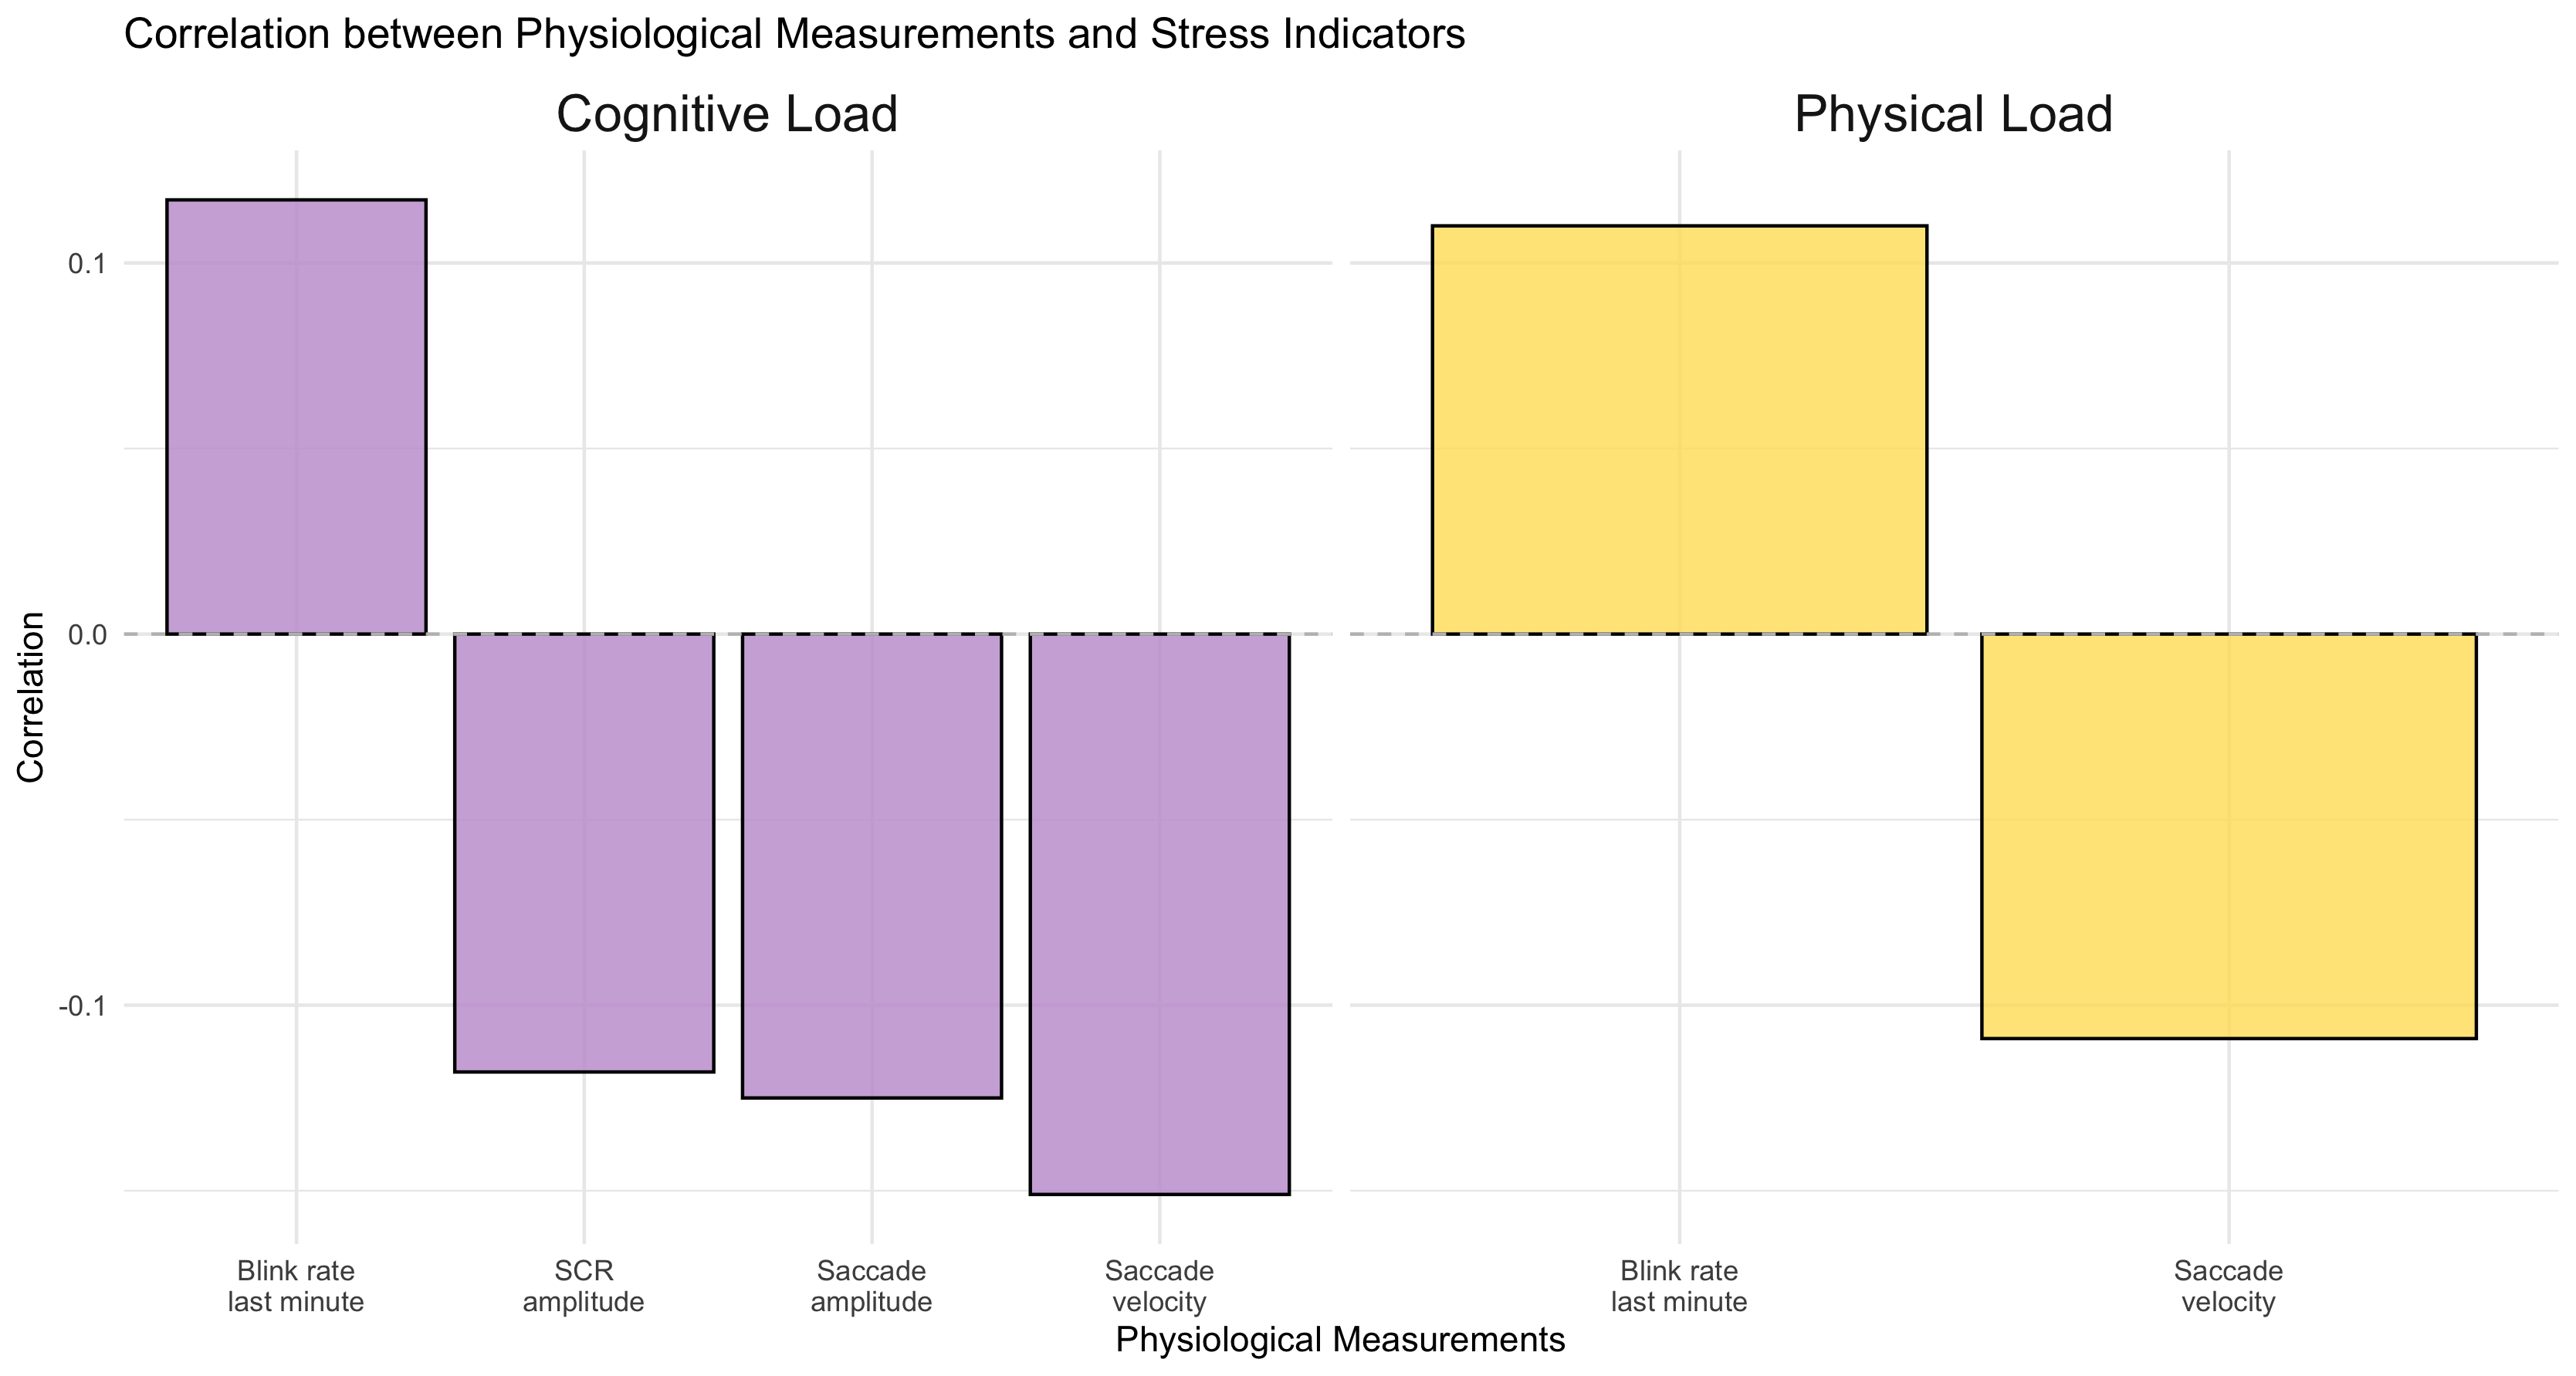 Correlation between Physiological Measurements and Stress Indicators
Cognitive Load
Physical Load
0.1
0.0
-0.1
Correlation
Blink rate
last minute
SCR
amplitude
Saccade
amplitude
Saccade
velocity
Blink rate
last minute
Saccade
velocity
Physiological Measurements